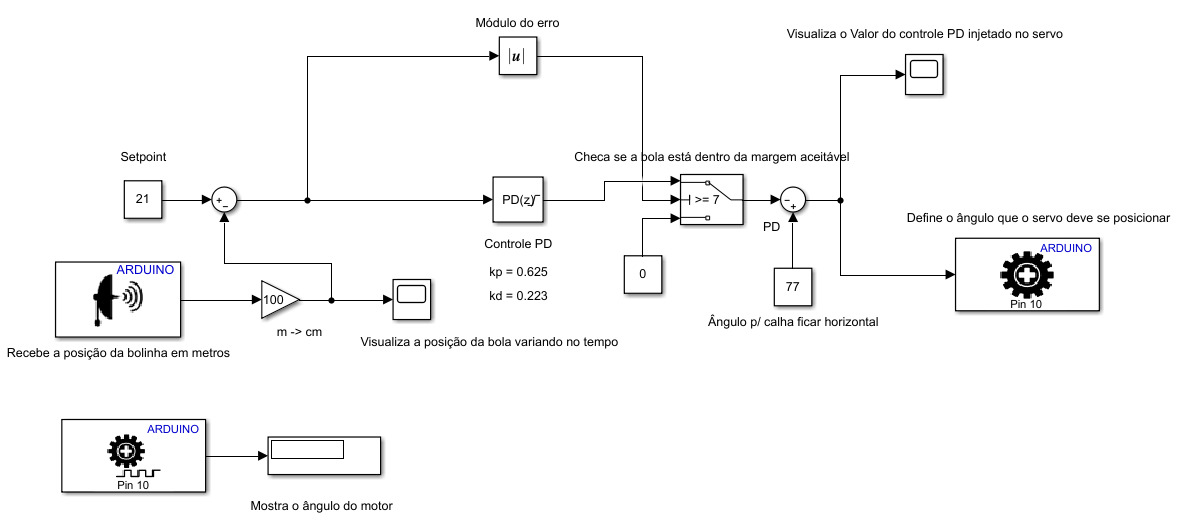 Módulo do erro
|u|
Visualiza o Valor do controle PD injetado no servo
Setpoint
21
+
−
PD(z)
Controle PD
kp = 0.625
kd = 0.223
Checa se a bola está dentro da margem aceitável
>= 7
0
−
+
PD
77
Ângulo p/ calha ficar horizontal
Define o ângulo que o servo deve se posicionar
ARDUINO
Pin 10
ARDUINO
Recebe a posição da bolinha em metros
100
m -> cm
Visualiza a posição da bola variando no tempo
ARDUINO
Pin 10
Mostra o ângulo do motor